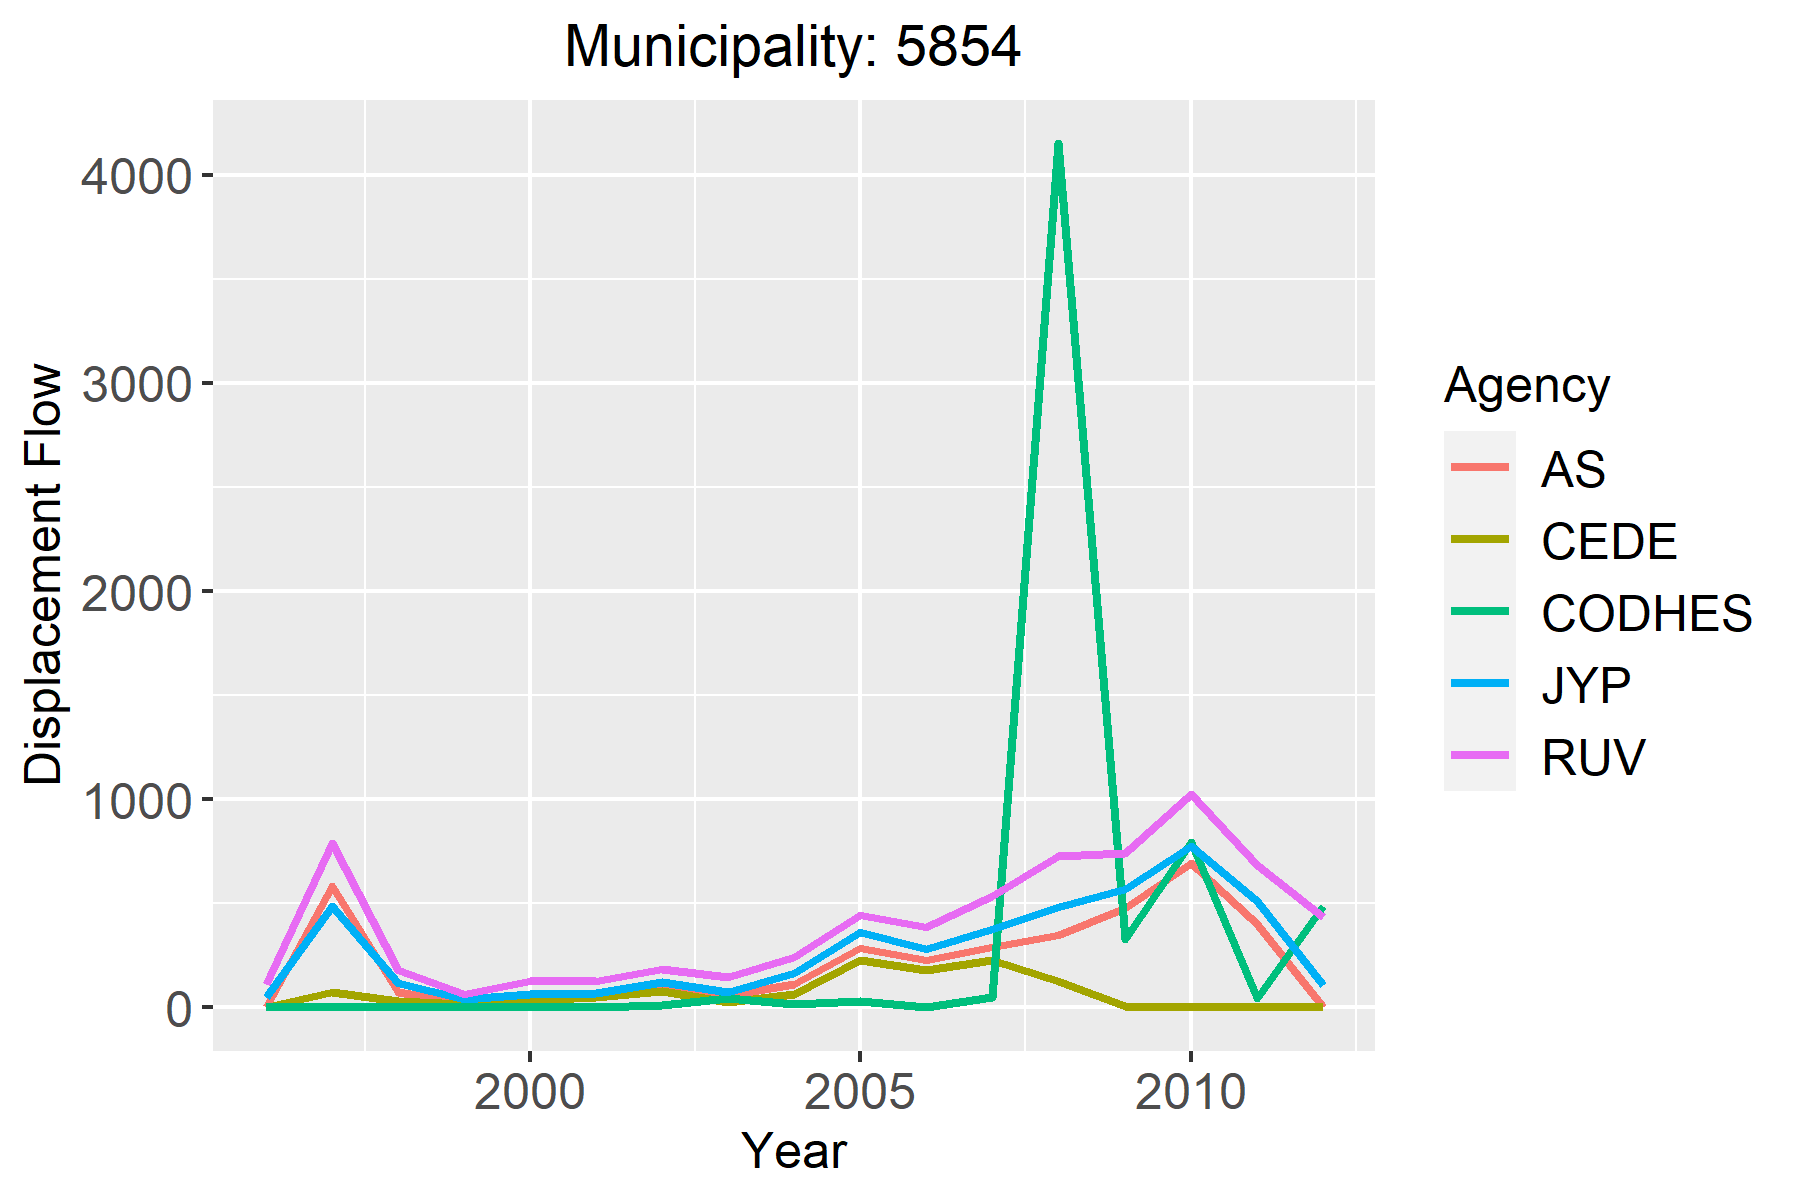 Municipality: 5854
4000
3000
2000
1000
0
Displacement Flow
2000 2005 2010
Year
Agency
AS
CEDE
CODHES
JYP
RUV